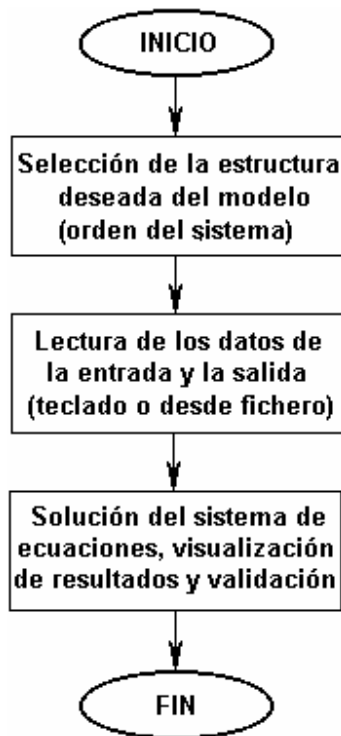 INICIO
Selección de la estructura
deseada del modelo
(orden del sistema)
Lectura de los datos de
la entrada y la salida
(teclado o desde fichero)
Solución del sistema de
ecuaciones, visualización
de resultados y validación
FIN